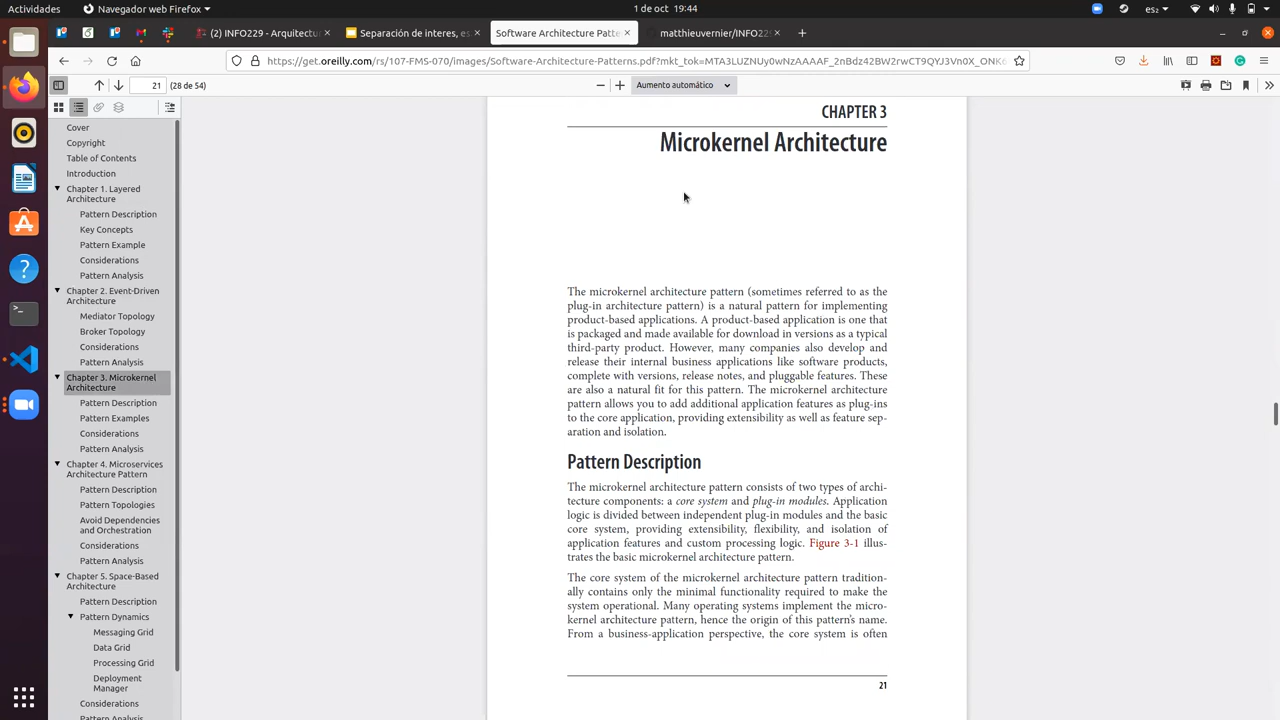 Actividades
Navegador web Firefox
1 de oct 19:44
es2
(2) INFO229 - Arquitectu
Separación de interes, es
Software Architecture Patte
matthieuvernier/INFO229
https://get.oreilly.com/rs/107-FMS-070/images/Software-Architecture-Patterns.pdf?mkt_tok=
21
(28 de 54)
Aumento automático
Cover
Copyright
Table of Contents
Introduction
Chapter 1. Layered
Architecture
Pattern Description
Key Concepts
Pattern Example
Considerations
Pattern Analysis
Chapter 2. Event-Driven
Architecture
Mediator Topology
Broker Topology
Considerations
Pattern Analysis
Chapter 3. Microkernel
Architecture
Pattern Description
Pattern Examples
Considerations
Pattern Analysis
Chapter 4. Microservices
Architecture Pattern
Pattern Description
Pattern Topologies
Avoid Dependencies
and Orchestration
Considerations
Pattern Analysis
Chapter 5. Space-Based
Architecture
Pattern Description
Pattern Dynamics
Messaging Grid
Data Grid
Processing Grid
Deployment
Manager
Considerations
Pattern Analysis
CHAPTER 3
Microkernel Architecture
The microkernel architecture pattern (sometimes referred to as the
plug-in architecture pattern) is a natural pattern for implementing
product-based applications. A product-based application is one that
is packaged and made available for download in versions as a typical
third-party product. However, many companies also develop and
release their internal business applications like software products,
complete with versions, release notes, and pluggable features. These
are also a natural fit for this pattern. The microkernel architecture
pattern allows you to add additional application features as plug-ins
to the core application, providing extensibility as well as feature sep-
aration and isolation.
Pattern Description
The microkernel architecture pattern consists of two types of archi-
tecture components: a core system and plug-in modules. Application
logic is divided between independent plug-in modules and the basic
core system, providing extensibility, flexibility, and isolation of
application features and custom processing logic. Figure 3-1 illus-
trates the basic microkernel architecture pattern.
The core system of the microkernel architecture pattern tradition-
ally contains only the minimal functionality required to make the
system operational. Many operating systems implement the micro-
kernel architecture pattern, hence the origin of this pattern's name.
From a business-application perspective, the core system is often
21